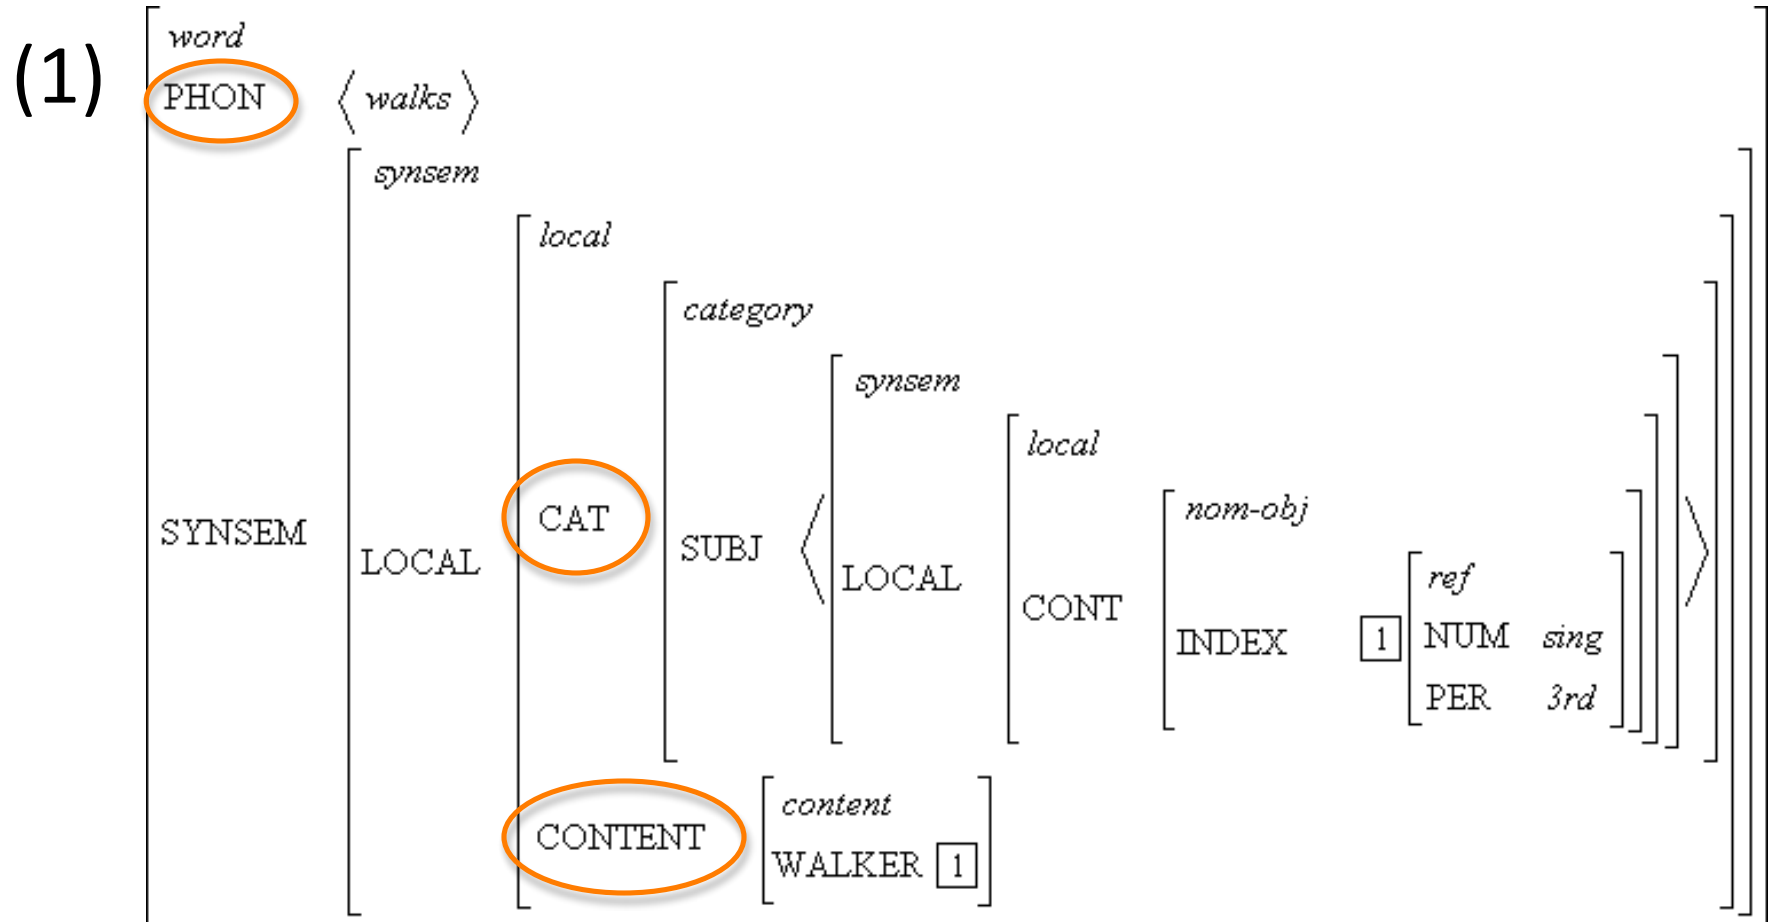 (1)
word
PHON ⟨ walks ⟩
synsem
local
category
synsem
local
nom-obj
CAT
SYNSEM
SUBJ
LOCAL
LOCAL
ref
CONT
INDEX 1 NUM sing
PER 3rd
content
CONTENT
WALKER 1